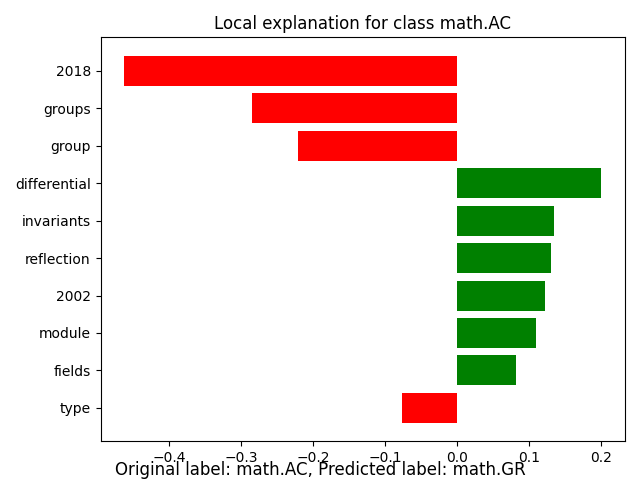 Local explanation for class math.AC
2018
groups
group
differential
invariants
reflection
2002
module
fields
type
−0.4 −0.3 −0.2 −0.1 0.0 0.1 0.2
Original label: math.AC, Predicted label: math.GR